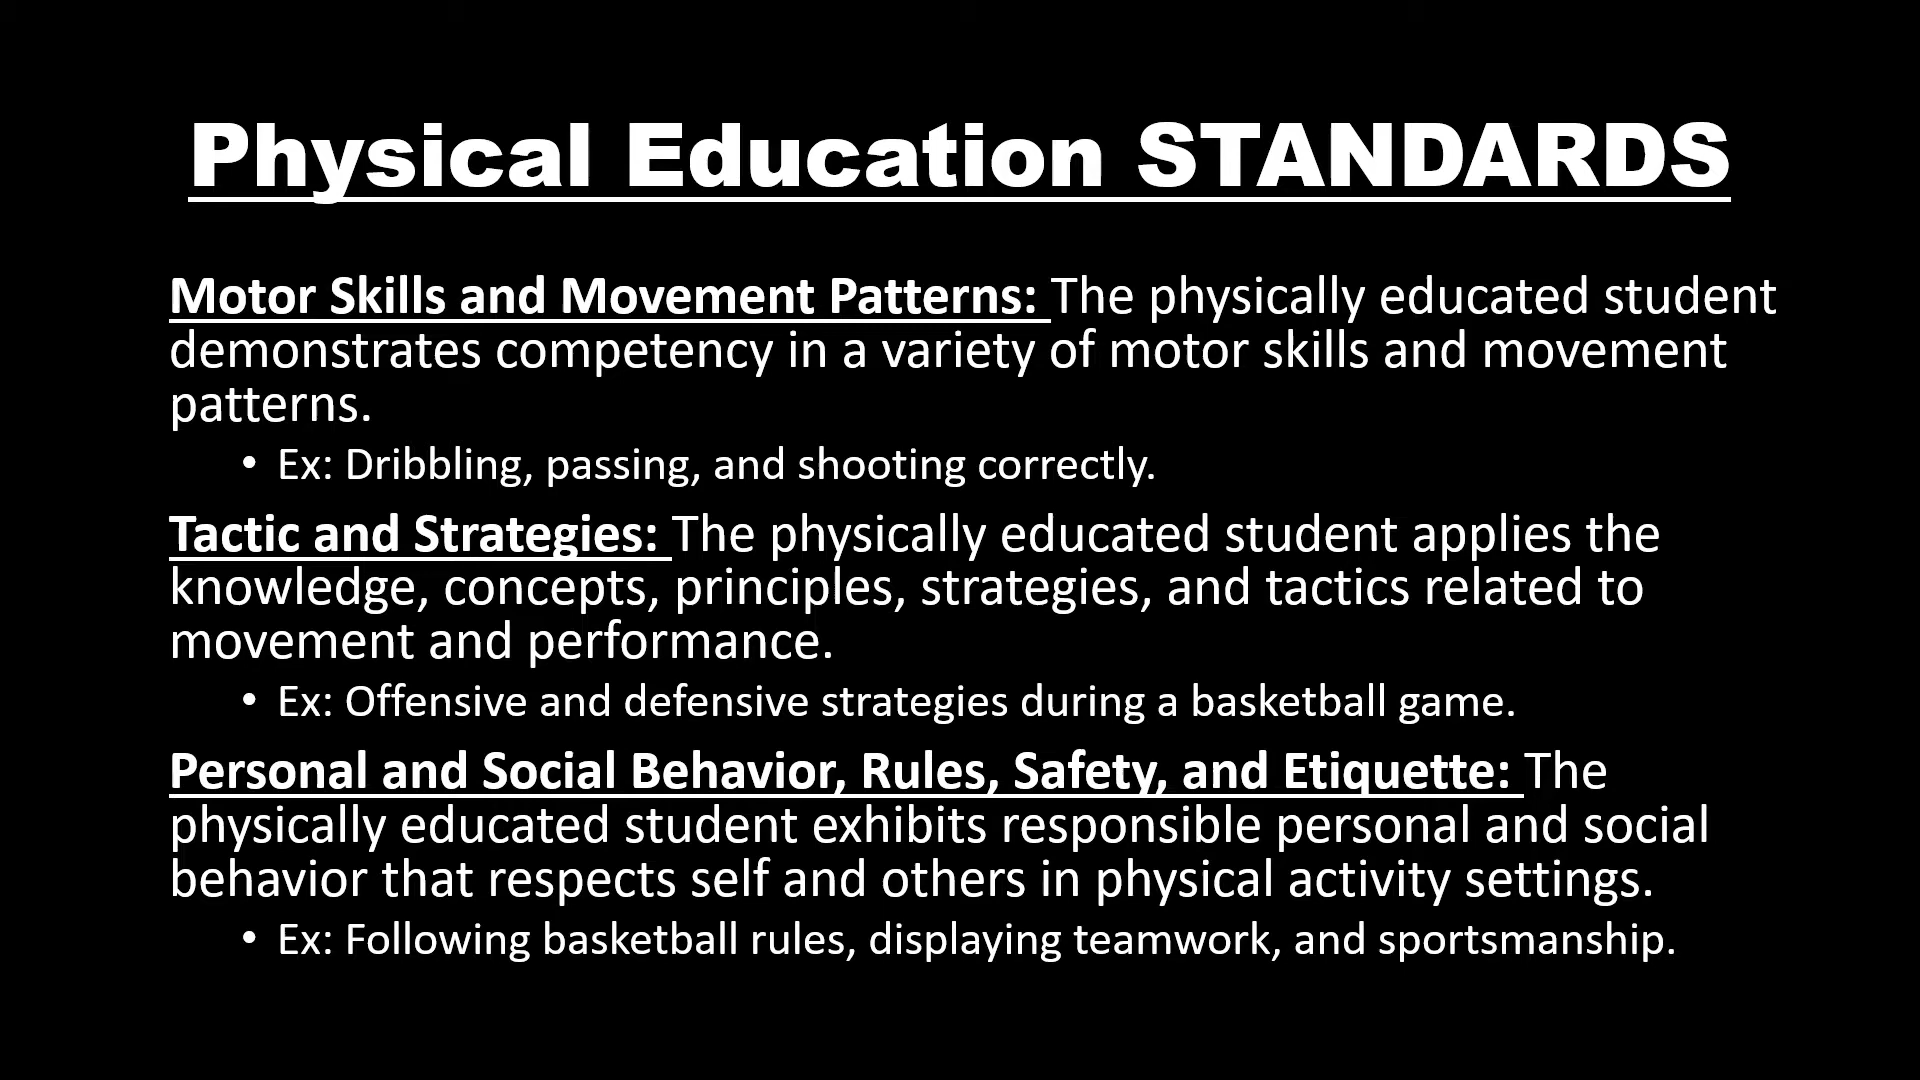 Physical Education STANDARDS
Motor Skills and Movement Patterns: The physically educated student
demonstrates competency in a variety of motor skills and movement
patterns.
• Ex: Dribbling, passing, and shooting correctly.
Tactic and Strategies: The physically educated student applies the
knowledge, concepts, principles, strategies, and tactics related to
movement and performance.
• Ex: Offensive and defensive strategies during a basketball game.
Personal and Social Behavior, Rules, Safety, and Etiquette: The
physically educated student exhibits responsible personal and social
behavior that respects self and others in physical activity settings.
• Ex: Following basketball rules, displaying teamwork, and sportsmanship.